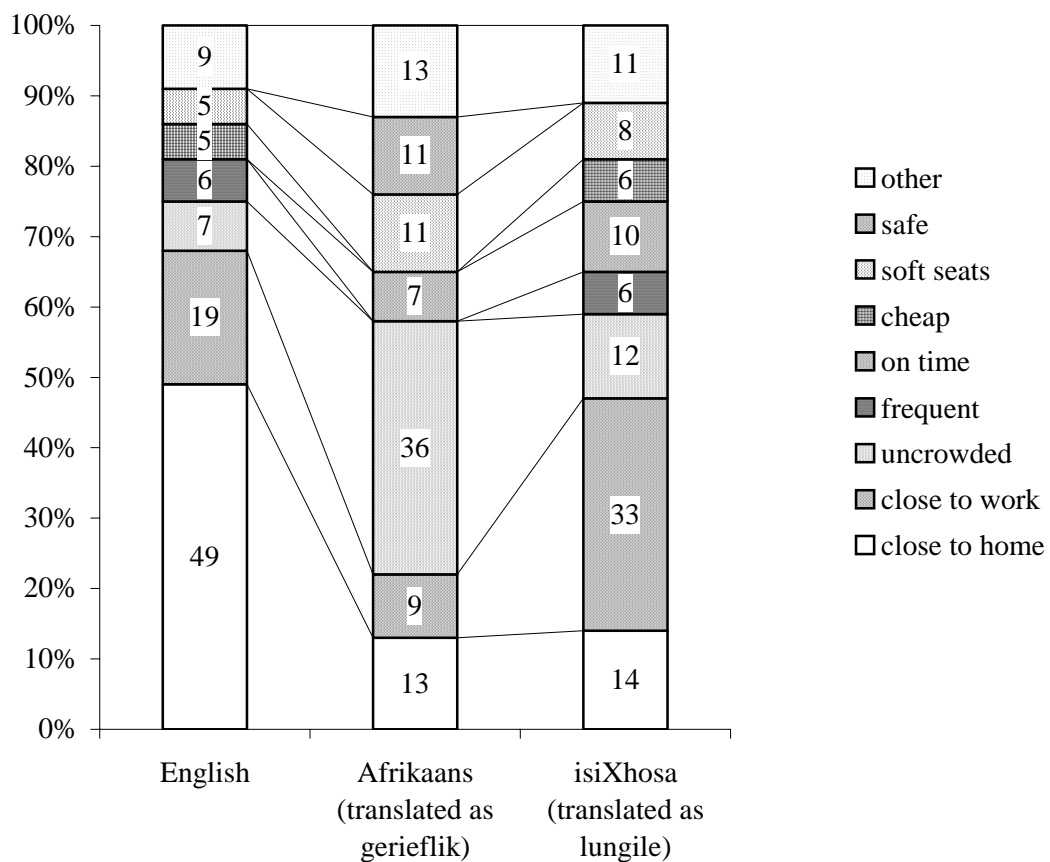 100%
90%
80%
70%
60%
50%
40%
30%
20%
10%
0%
9
5
5
6
7
19
49
13
11
11
7
36
9
13
11
8
6
10
6
12
33
14
English
Afrikaans
(translated as
gerieflik)
isiXhosa
(translated as
lungile)
other
safe
soft seats
cheap
on time
frequent
uncrowded
close to work
close to home